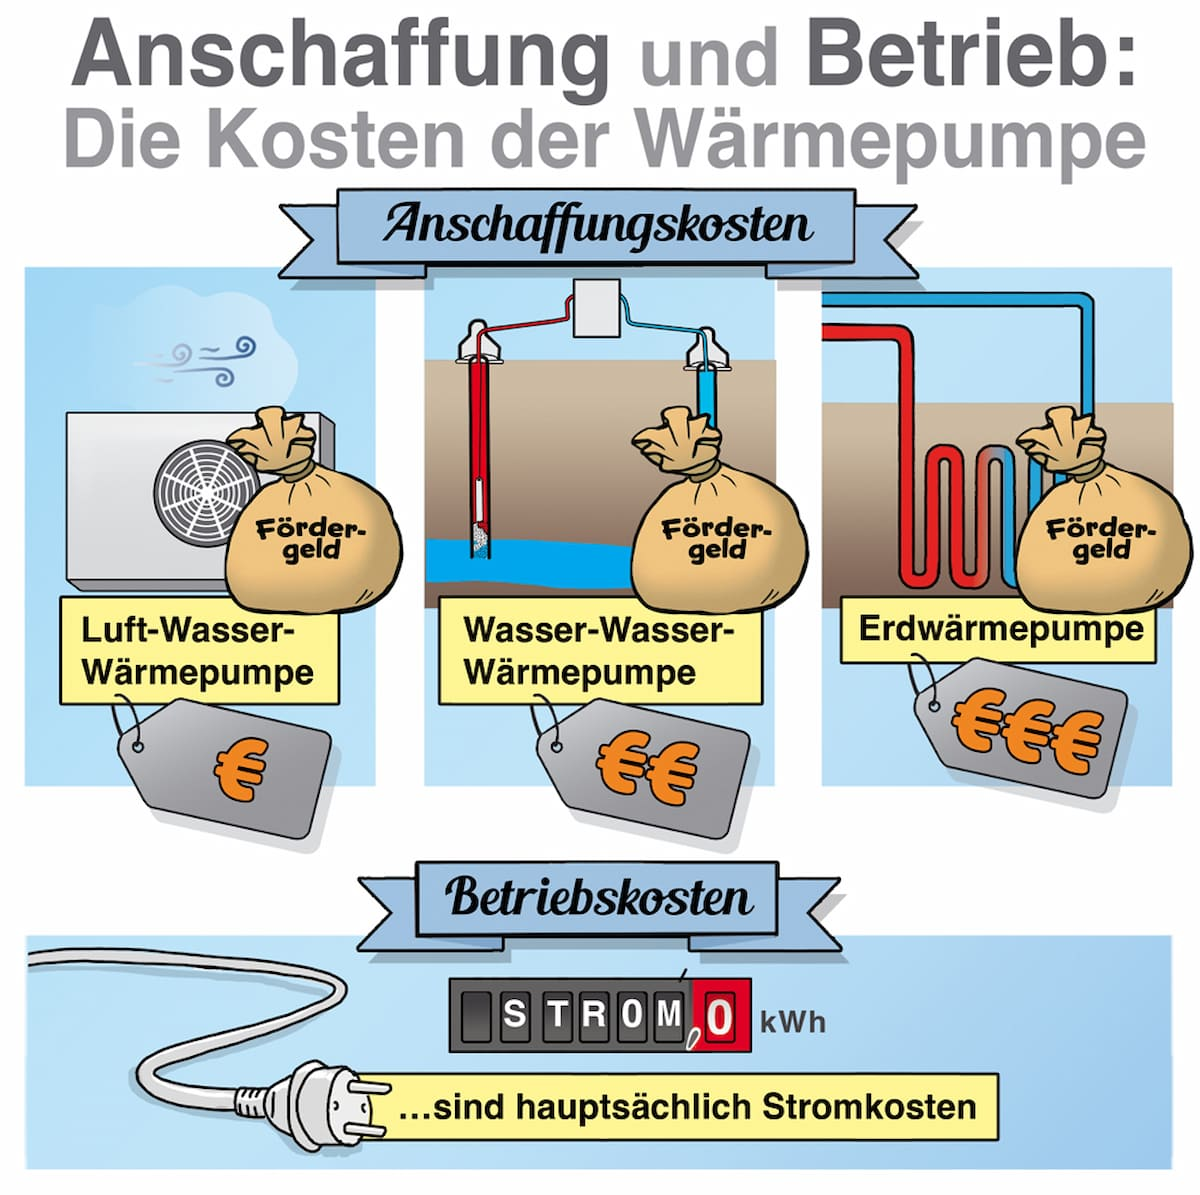 Anschaffung und Betrieb:
Die Kosten der Wärmepumpe
Anschaffungskosten
Förder-
geld
Luft-Wasser-
Wärmepumpe
€
Förder-
geld
Wasser-Wasser-
Wärmepumpe
€€
Förder-
geld
Erdwärmepumpe
€€€
Betriebskosten
STROM,0 kWh
...sind hauptsächlich Stromkosten